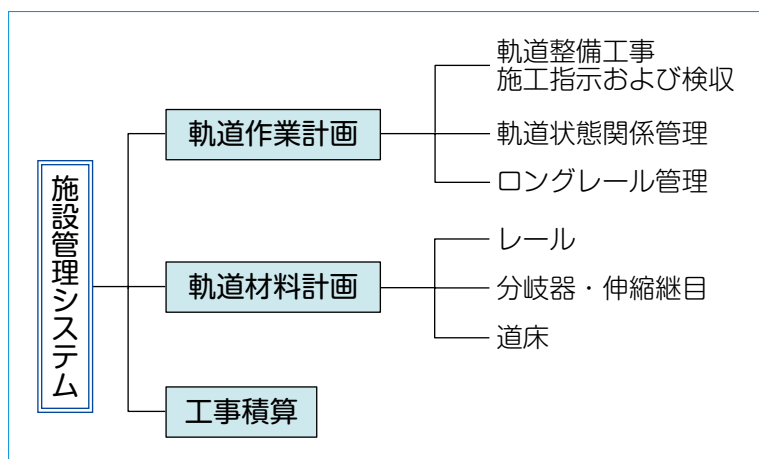 施設管理システム
軌道作業計画
軌道整備工事
施工指示および検収
軌道状態関係管理
ロングレール管理
軌道材料計画
レール
分岐器・伸縮継目
道床
工事積算